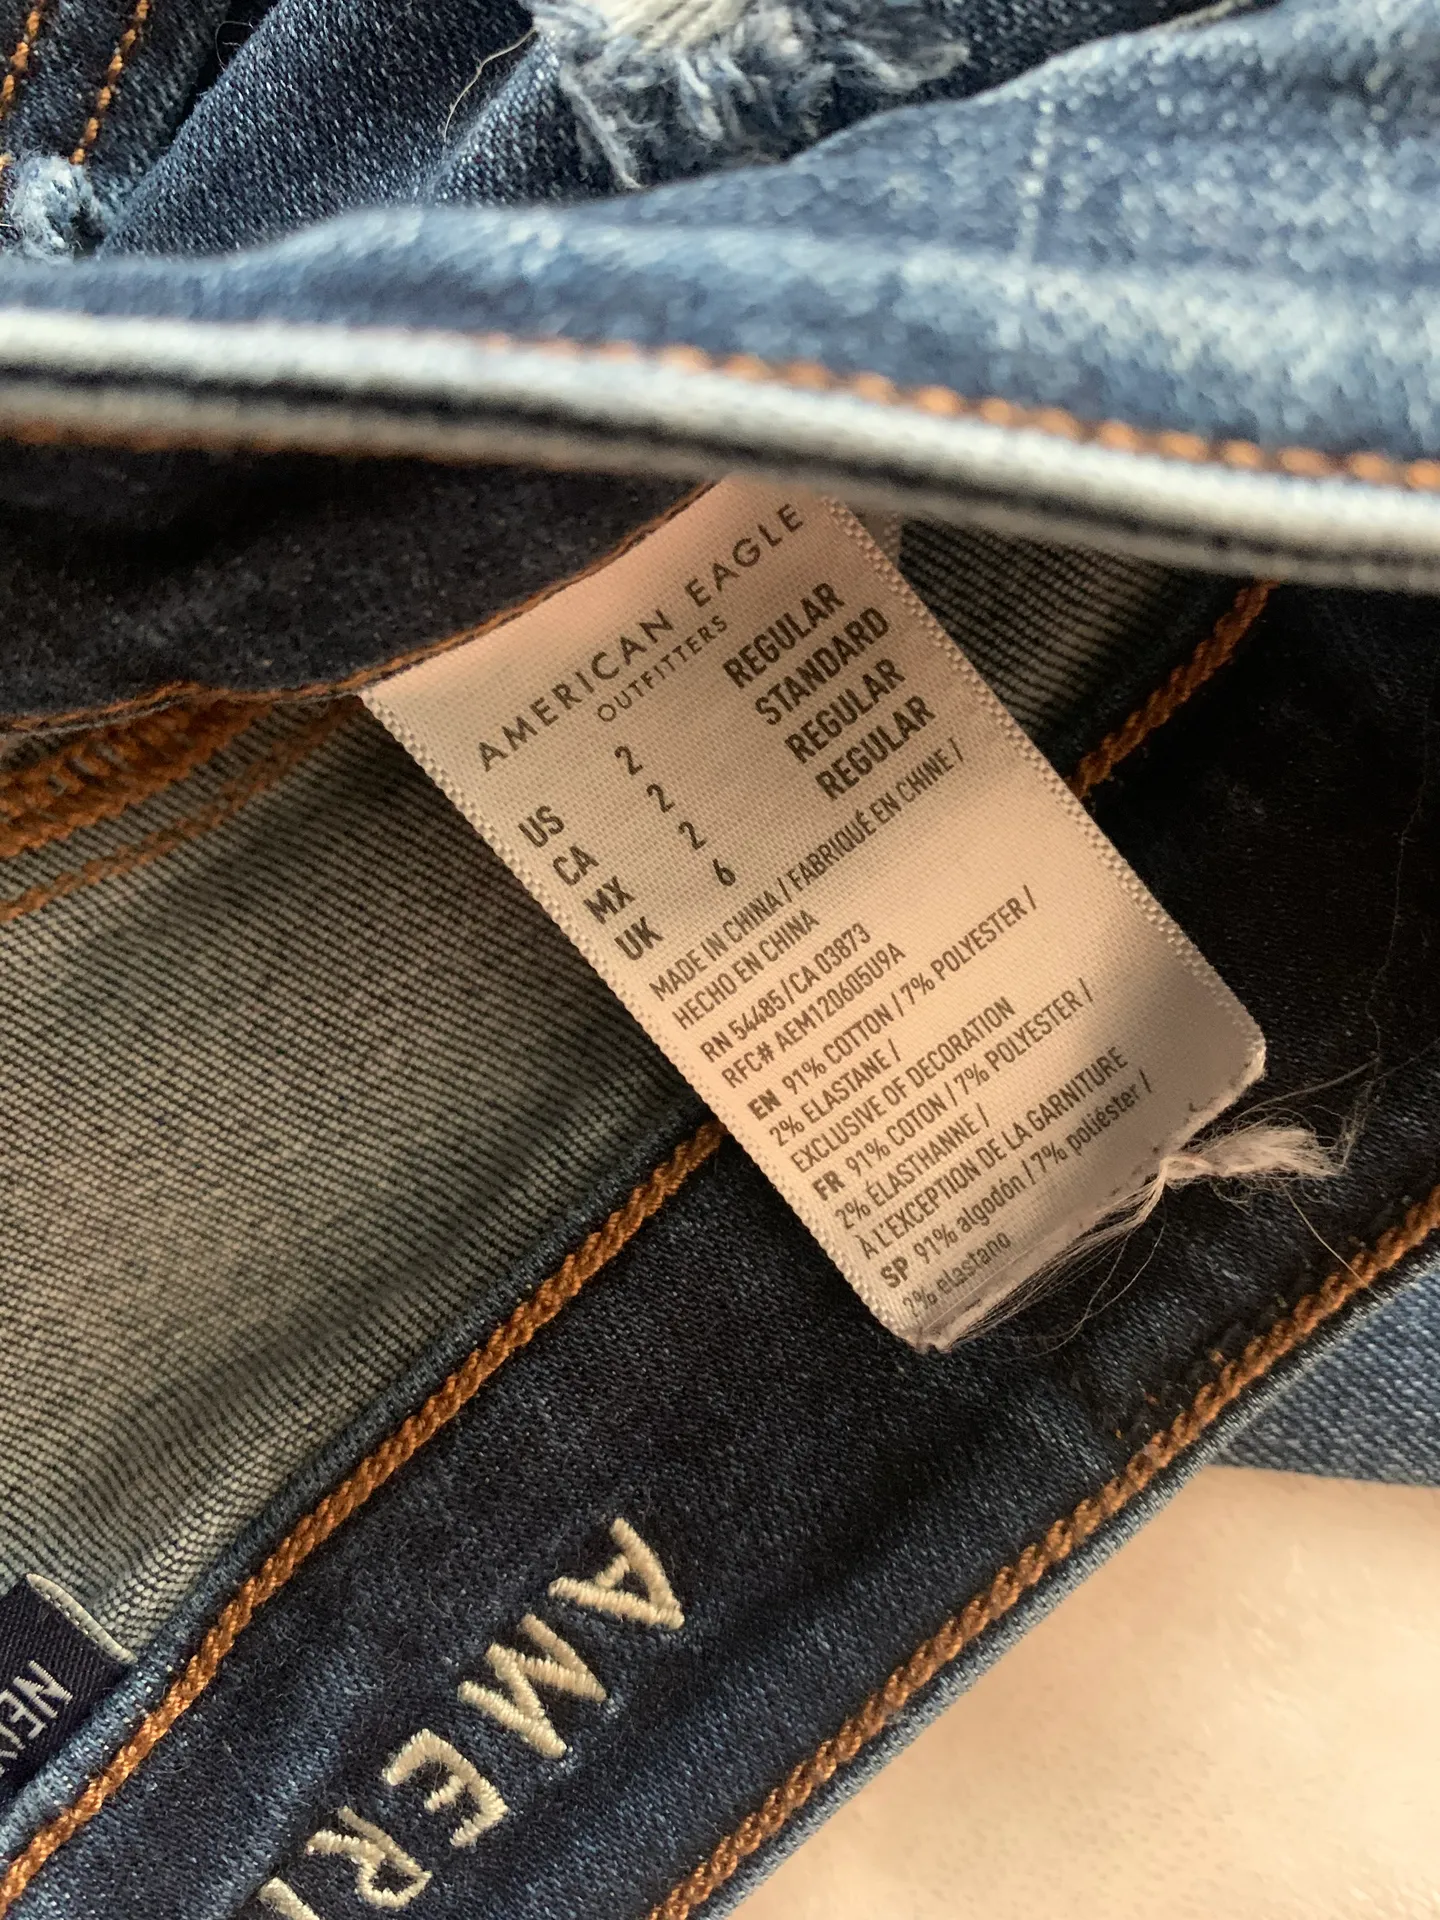 AMERICAN EAGLE
OUTFITTERS
US 2 REGULAR
CA 2 STANDARD
MX 2 REGULAR
UK 6 REGULAR
MADE IN CHINA / FABRIQUÉ EN CHINE /
HECHO EN CHINA
RN 54485 / CA 03873
RFC# AEM120605U9A
EN 91% COTTON / 7% POLYESTER /
2% ELASTANE /
EXCLUSIVE OF DECORATION
FR 91% COTON / 7% POLYESTER /
2% ÉLASTHANNE /
À L'EXCEPTION DE LA GARNITURE
SP 91% algodón / 7% poliéster /
2% elastano
AMERI